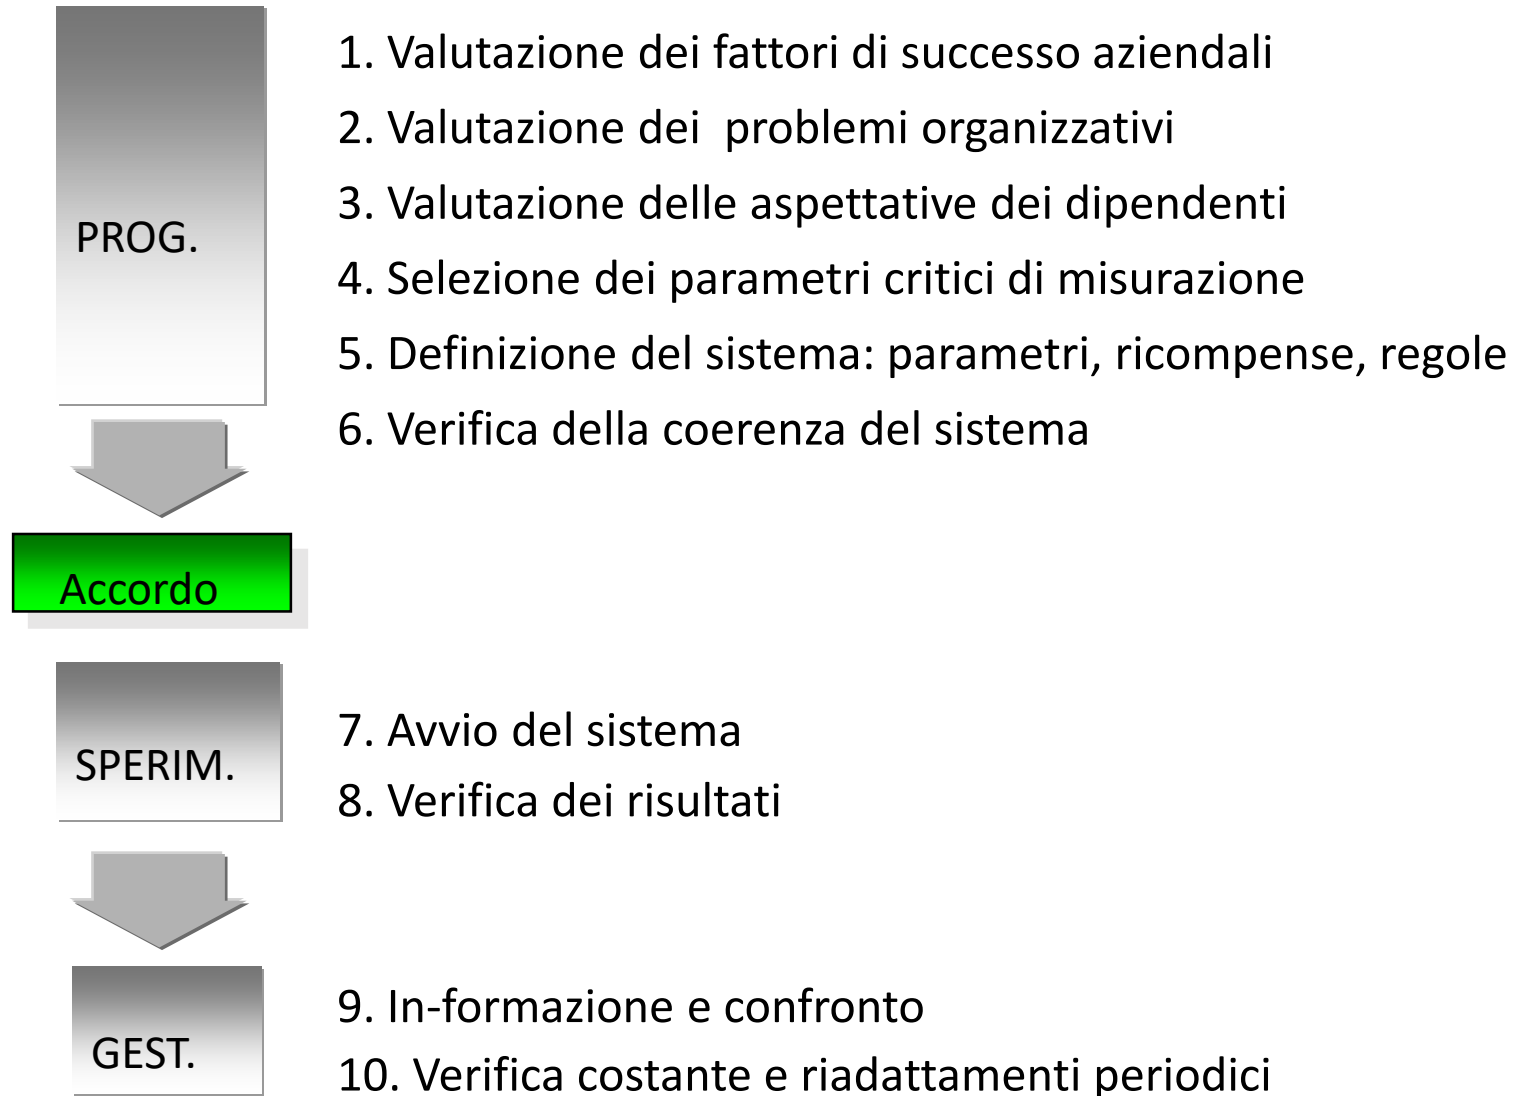 1. Valutazione dei fattori di successo aziendali
2. Valutazione dei  problemi organizzativi
3. Valutazione delle aspettative dei dipendenti
PROG.
4. Selezione dei parametri critici di misurazione
5. Definizione del sistema: parametri, ricompense, regole
6. Verifica della coerenza del sistema
Accordo
7. Avvio del sistema
SPERIM.
8. Verifica dei risultati
9. In-formazione e confronto
GEST.
10. Verifica costante e riadattamenti periodici